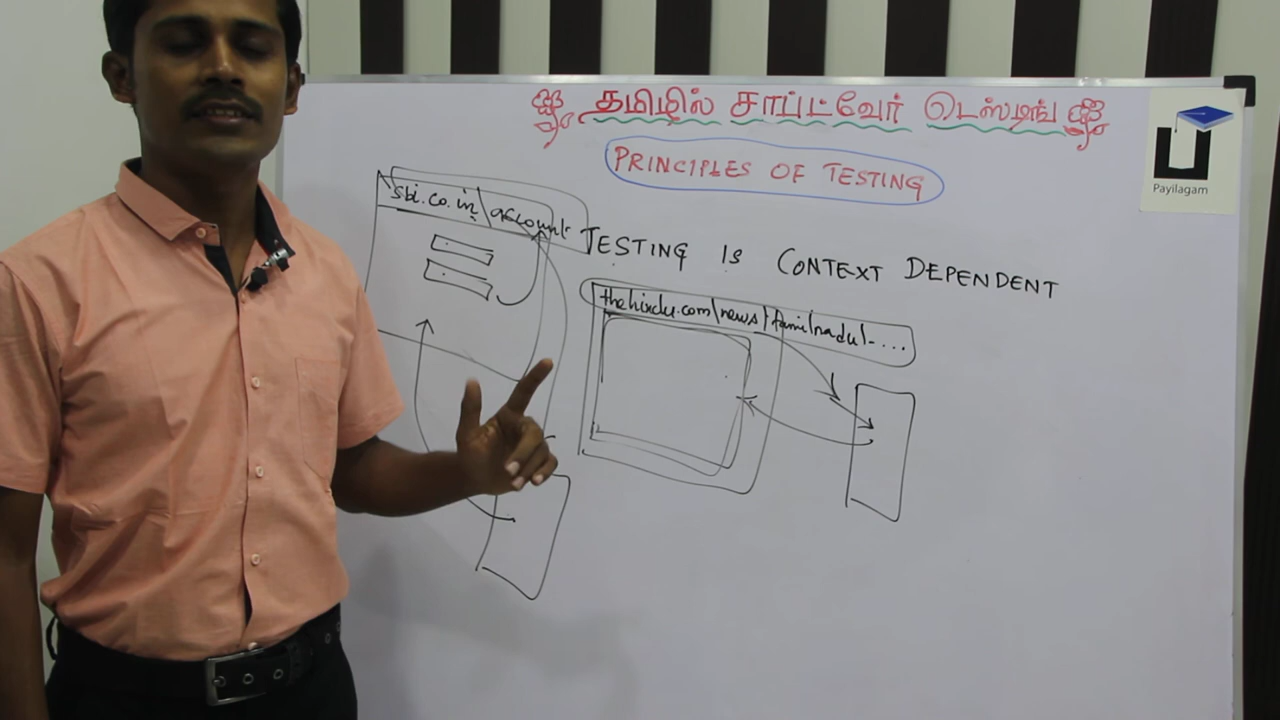 தமிழில் சாப்ட்வேர் டெஸ்டிங்
PRINCIPLES OF TESTING
Payilagam
sbi.co.in\account
TESTING IS CONTEXT DEPENDENT
thehindu.com\news/tamilnadu/-...